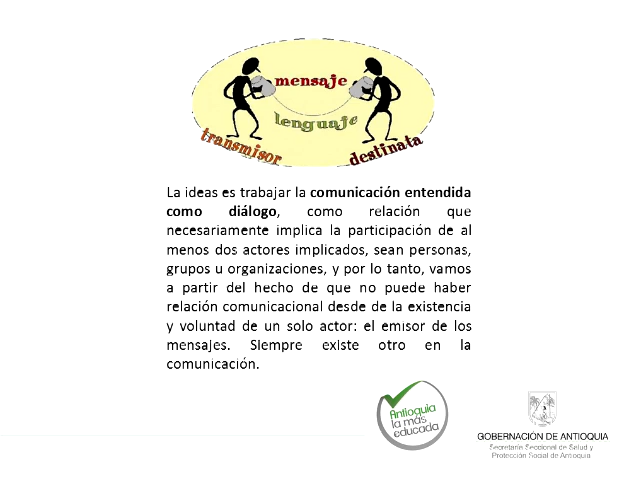 mensaje
lenguaje
transmisor
destinata
La ideas es trabajar la comunicación entendida
como diálogo, como relación que
necesariamente implica la participación de al
menos dos actores implicados, sean personas,
grupos u organizaciones, y por lo tanto, vamos
a partir del hecho de que no puede haber
relación comunicacional desde de la existencia
y voluntad de un solo actor: el emisor de los
mensajes. Siempre existe otro en la
comunicación.
Antioquia
la más
educada
GOBERNACIÓN DE ANTIOQUIA
Secretaría Seccional de Salud y
Protección Social de Antioquia